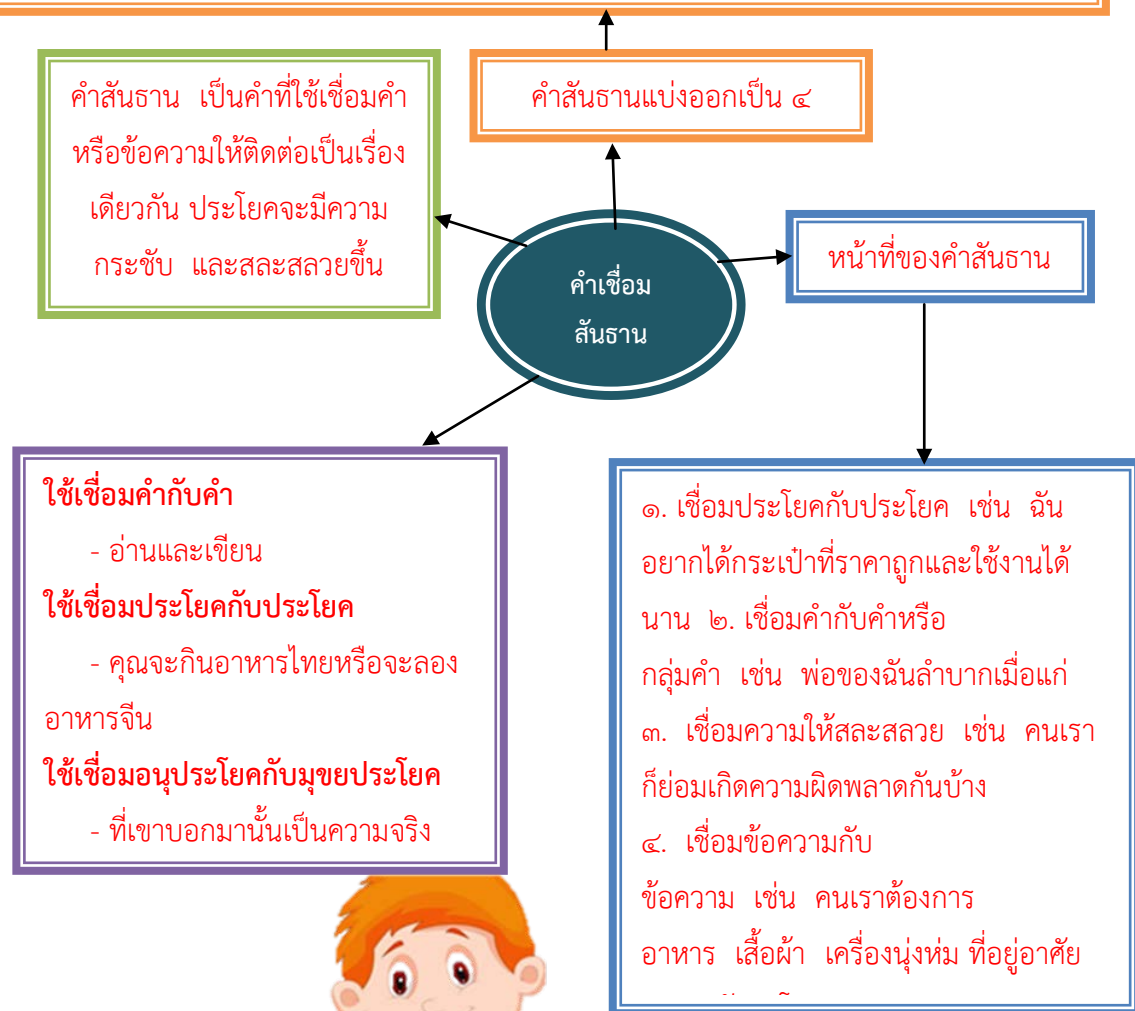 คำสันธาน เป็นคำที่ใช้เชื่อมคำ
หรือข้อความให้ติดต่อเป็นเรื่อง
เดียวกัน ประโยคจะมีความ
กระชับ และสละสลวยขึ้น
คำสันธานแบ่งออกเป็น ๔
คำเชื่อม
สันธาน
หน้าที่ของคำสันธาน
ใช้เชื่อมคำกับคำ
- อ่านและเขียน
ใช้เชื่อมประโยคกับประโยค
- คุณจะกินอาหารไทยหรือจะลอง
อาหารจีน
ใช้เชื่อมอนุประโยคกับมุขยประโยค
- ที่เขาบอกมานั้นเป็นความจริง
๑. เชื่อมประโยคกับประโยค เช่น ฉัน
อยากได้กระเป๋าที่ราคาถูกและใช้งานได้
นาน ๒. เชื่อมคำกับคำหรือ
กลุ่มคำ เช่น พ่อของฉันลำบากเมื่อแก่
๓. เชื่อมความให้สละสลวย เช่น คนเรา
ก็ย่อมเกิดความผิดพลาดกันบ้าง
๔. เชื่อมข้อความกับ
ข้อความ เช่น คนเราต้องการ
อาหาร เสื้อผ้า เครื่องนุ่งห่ม ที่อยู่อาศัย